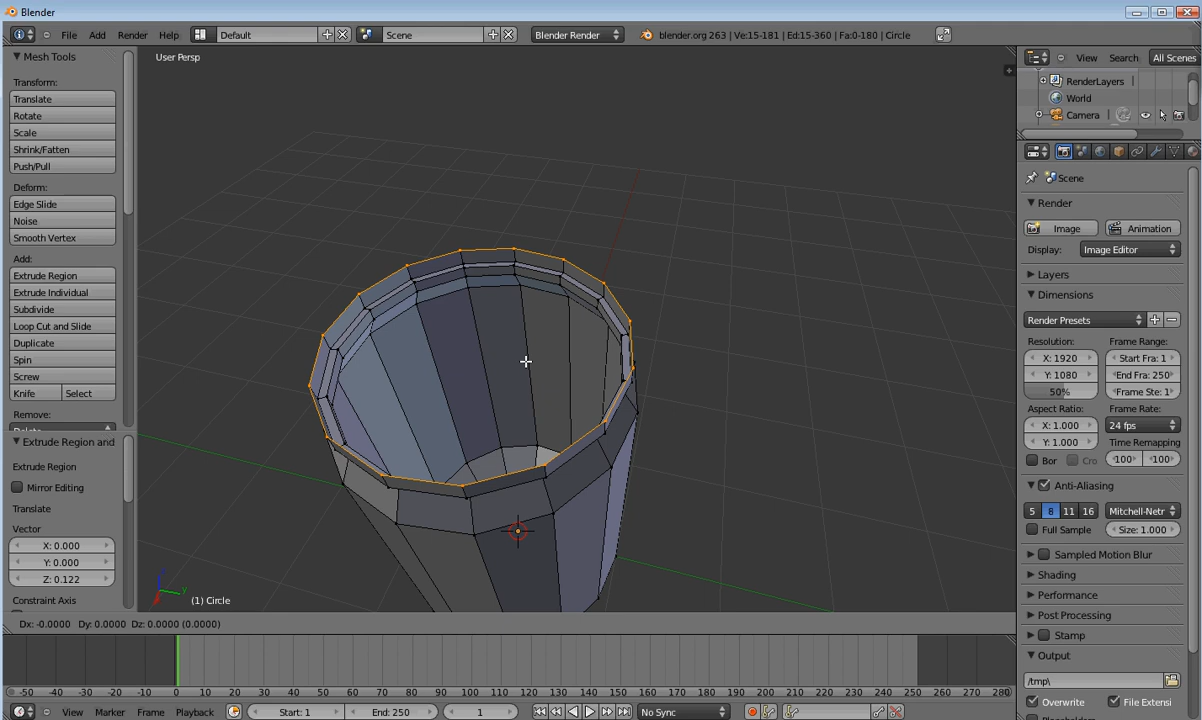 Blender
File Add Render Help Default Scene Blender Render blender.org 263 | Ve:15-181 | Ed:15-360 | Fa:0-180 | Circle
Mesh Tools
Transform:
Translate
Rotate
Scale
Shrink/Fatten
Push/Pull
Deform:
Edge Slide
Noise
Smooth Vertex
Add:
Extrude Region
Extrude Individual
Subdivide
Loop Cut and Slide
Duplicate
Spin
Screw
Knife Select
Remove:
Extrude Region and
Extrude Region
Mirror Editing
Translate
Vector
X: 0.000
Y: 0.000
Z: 0.122
Constraint Axis
User Persp
(1) Circle
Dx: -0.0000 Dy: 0.0000 Dz: 0.0000 (0.0000)
-50 -40 -30 -20 -10 0 10 20 30 40 50 60 70 80 90 100 110 120 130 140 150 160 170 180 190 200 210 220 230 240 250 260 270 280
View Marker Frame Playback Start: 1 End: 250 1 No Sync
View Search All Scenes
RenderLayers
World
Camera
Scene
Render
Image Animation
Display: Image Editor
Layers
Dimensions
Render Presets
Resolution: Frame Range:
X: 1920 Start Fra: 1
Y: 1080 End Fra: 250
50% Frame Ste: 1
Aspect Ratio: Frame Rate:
X: 1.000 24 fps
Y: 1.000 Time Remapping
Bor Cro 100 100
Anti-Aliasing
5 8 11 16 Mitchell-Netr
Full Sample Size: 1.000
Sampled Motion Blur
Shading
Performance
Post Processing
Stamp
Output
/tmp\
Overwrite File Extensi